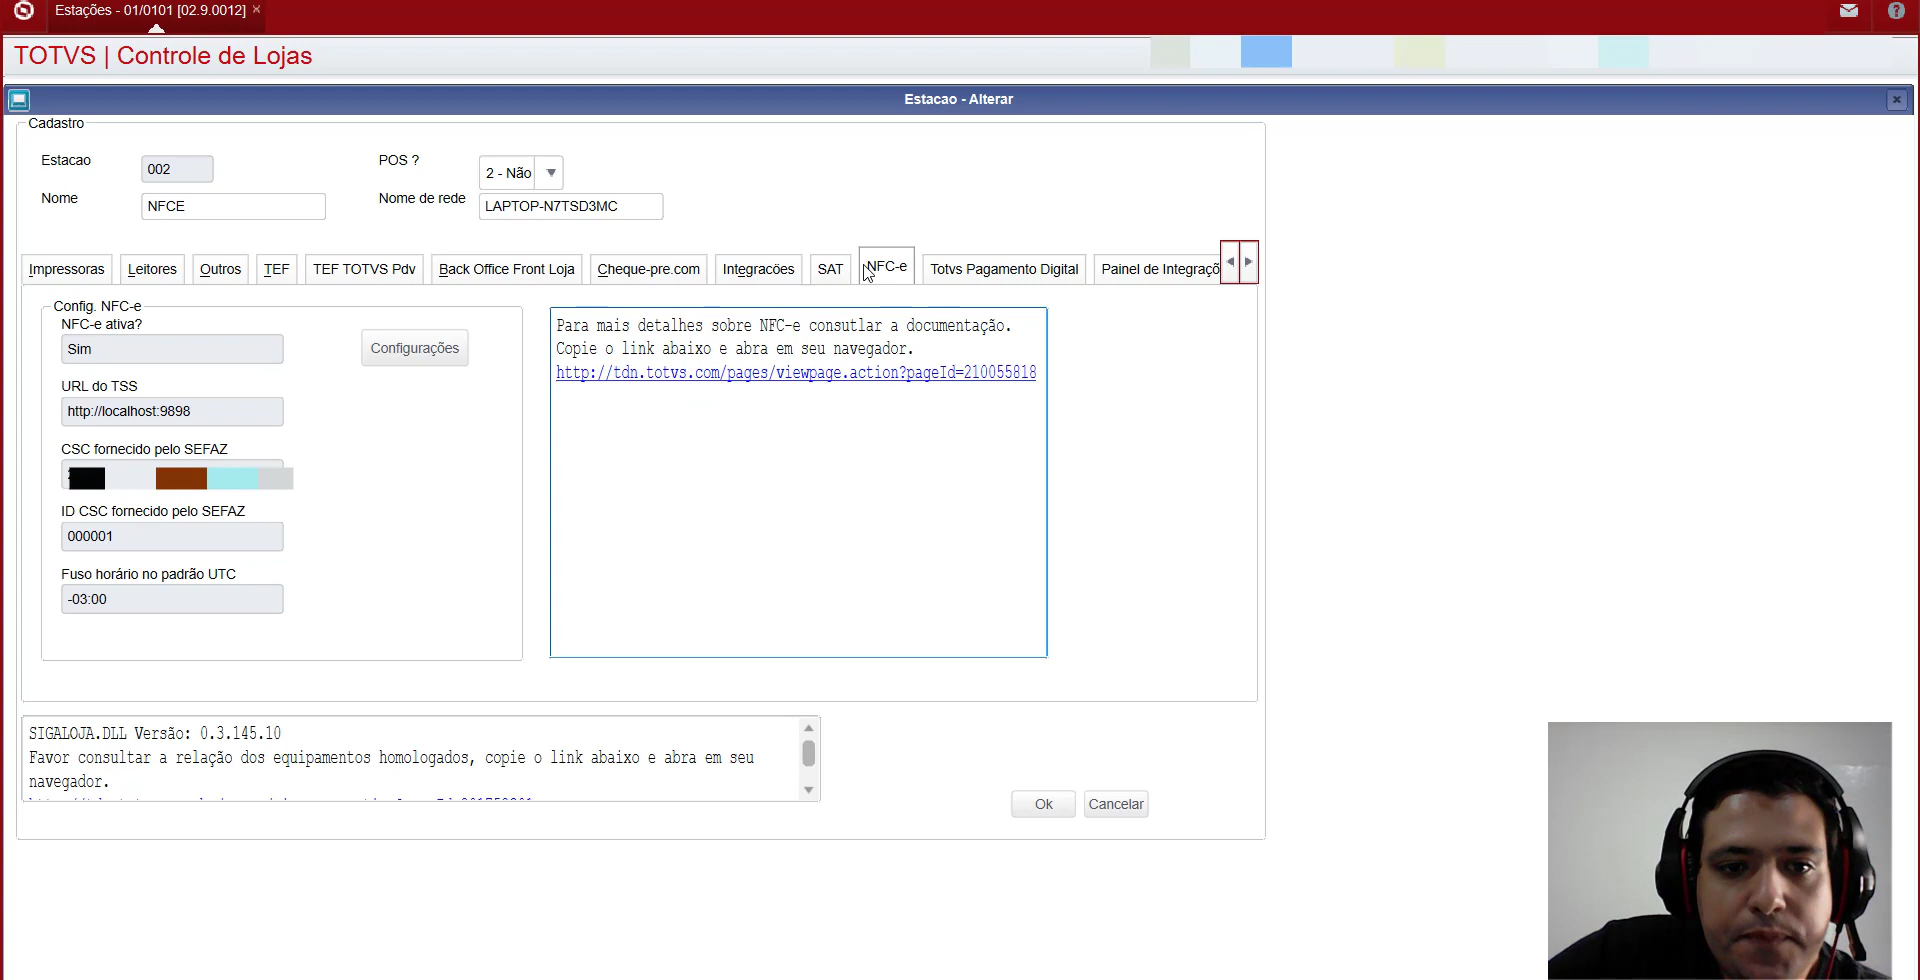 Estações - 01/0101 [02.9.0012] ×
TOTVS | Controle de Lojas
Estacao - Alterar
Cadastro
Estacao 002 POS ? 2 - Não
Nome NFCE Nome de rede LAPTOP-N7TSD3MC
Impressoras Leitores Outros TEF TEF TOTVS Pdv Back Office Front Loja Cheque-pre.com Integracões SAT NFC-e Totvs Pagamento Digital Painel de Integraçõ
Config. NFC-e
NFC-e ativa?
Sim
Configurações
URL do TSS
http://localhost:9898
CSC fornecido pelo SEFAZ
ID CSC fornecido pelo SEFAZ
000001
Fuso horário no padrão UTC
-03:00
Para mais detalhes sobre NFC-e consutlar a documentação.
Copie o link abaixo e abra em seu navegador.
http://tdn.totvs.com/pages/viewpage.action?pageId=210055818
SIGALOJA.DLL Versão: 0.3.145.10
Favor consultar a relação dos equipamentos homologados, copie o link abaixo e abra em seu
navegador.
Ok Cancelar